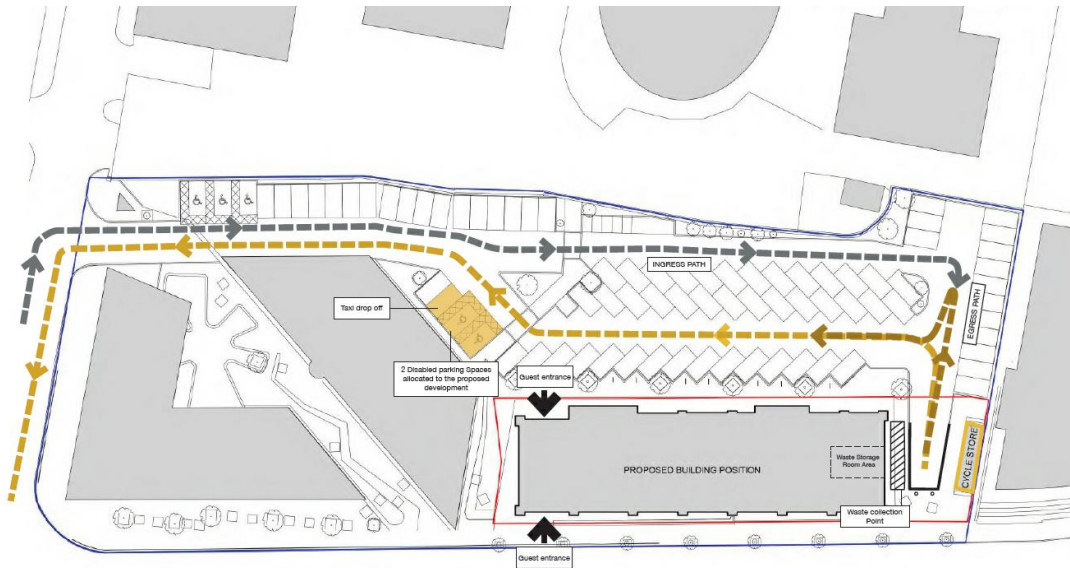 INGRESS PATH
EGRESS PATH
Taxi drop off
2 Disabled parking Spaces
allocated to the proposed
development
Guest entrance
PROPOSED BUILDING POSITION
Waste Storage
Room Area
CYCLE STORE
Waste collection
Point
Guest entrance